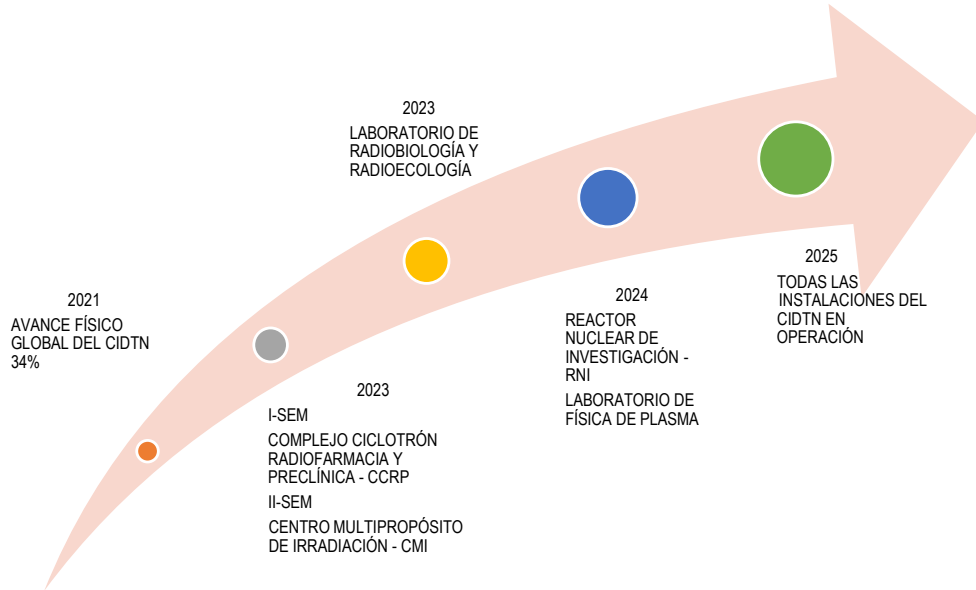 2021
AVANCE FÍSICO
GLOBAL DEL CIDTN
34%
2023
I-SEM
COMPLEJO CICLOTRÓN
RADIOFARMACIA Y
PRECLÍNICA - CCRP
II-SEM
CENTRO MULTIPROPÓSITO
DE IRRADIACIÓN - CMI
2023
LABORATORIO DE
RADIOBIOLOGÍA Y
RADIOECOLOGÍA
2024
REACTOR
NUCLEAR DE
INVESTIGACIÓN -
RNI
LABORATORIO DE
FÍSICA DE PLASMA
2025
TODAS LAS
INSTALACIONES DEL
CIDTN EN
OPERACIÓN